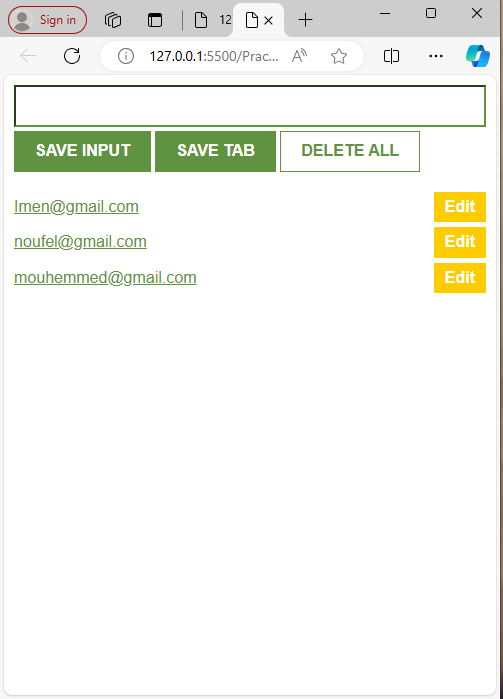 Sign in
12
127.0.0.1:5500/Prac...
A
SAVE INPUT SAVE TAB DELETE ALL
Imen@gmail.com Edit
noufel@gmail.com Edit
mouhemmed@gmail.com Edit